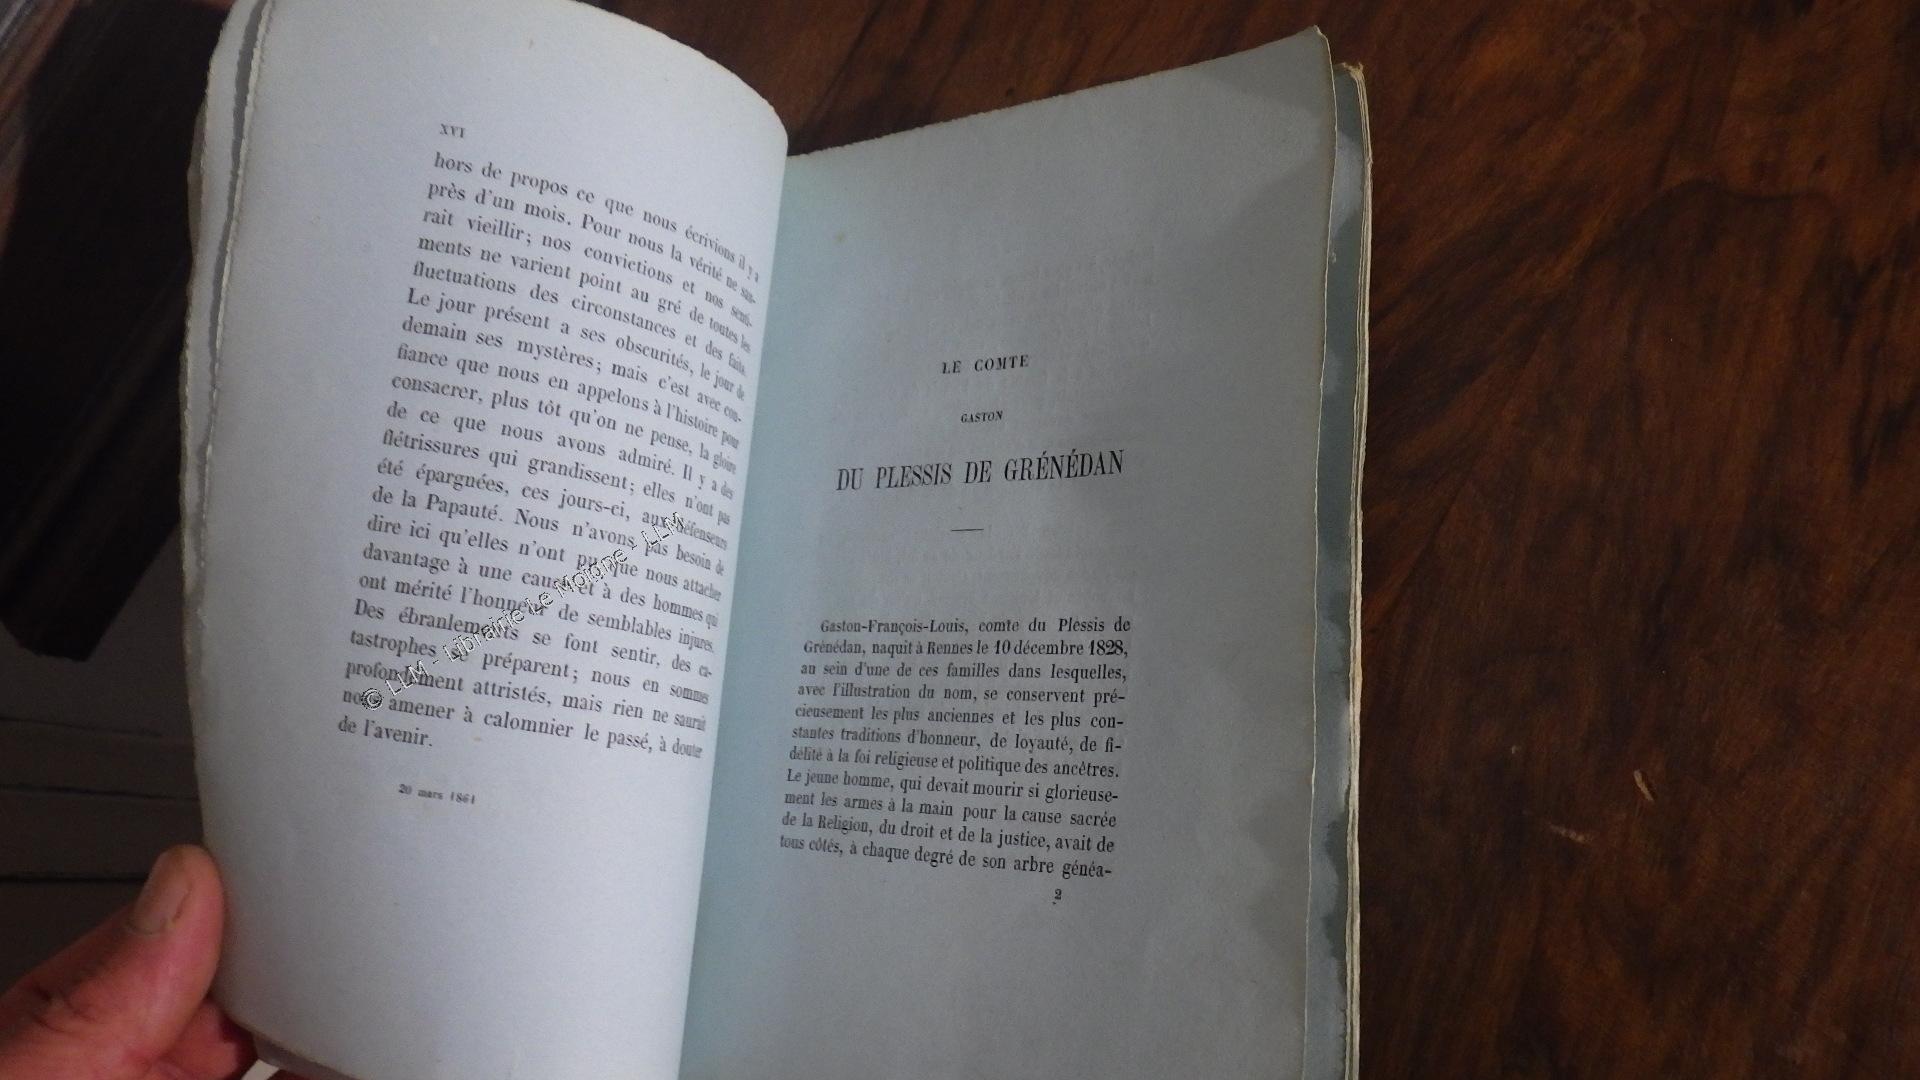 XVI
hors de propos ce que nous écrivions il y a
près d'un mois. Pour nous la vérité ne sau-
rait vieillir; nos convictions et nos senti-
ments ne varient point au gré de toutes les
fluctuations des circonstances et des faits.
Le jour présent a ses obscurités, le jour de
demain ses mystères; mais c'est avec con-
fiance que nous en appelons à l'histoire pour
consacrer, plus tôt qu'on ne pense, la gloire
de ce que nous avons admiré. Il y a des
flétrissures qui grandissent; elles n'ont pas
été épargnées, ces jours-ci, aux défenseurs
de la Papauté. Nous n'avons pas besoin de
dire ici qu'elles n'ont pu que nous attacher
davantage à une cause et à des hommes qui
ont mérité l'honneur de semblables injures.
Des ébranlements se font sentir, des ca-
tastrophes se préparent; nous en sommes
profondément attristés, mais rien ne saurait
nous amener à calomnier le passé, à douter
de l'avenir.
20 mars 1861
© LLM - Librairie Le Moigne - LLM
LE COMTE
GASTON
DU PLESSIS DE GRÉNÉDAN
Gaston-François-Louis, comte du Plessis de
Grénédan, naquit à Rennes le 10 décembre 1828,
au sein d'une de ces familles dans lesquelles,
avec l'illustration du nom, se conservent pré-
cieusement les plus anciennes et les plus con-
stantes traditions d'honneur, de loyauté, de fi-
délité à la foi religieuse et politique des ancêtres.
Le jeune homme, qui devait mourir si glorieuse-
ment les armes à la main pour la cause sacrée
de la Religion, du droit et de la justice, avait de
tous côtés, à chaque degré de son arbre généa-
2